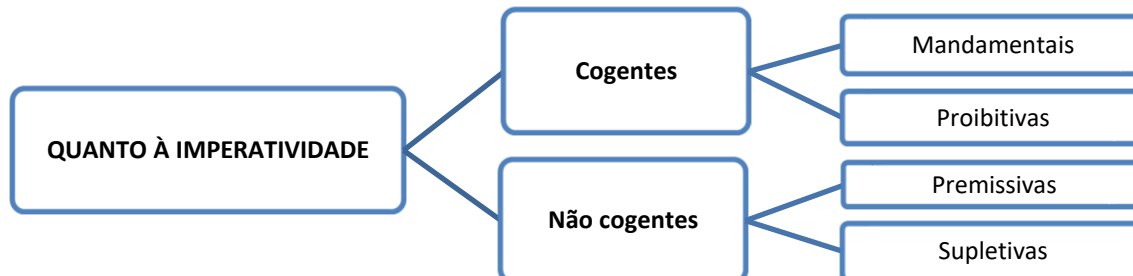 QUANTO À IMPERATIVIDADE
Cogentes
Mandamentais
Proibitivas
Não cogentes
Premissivas
Supletivas